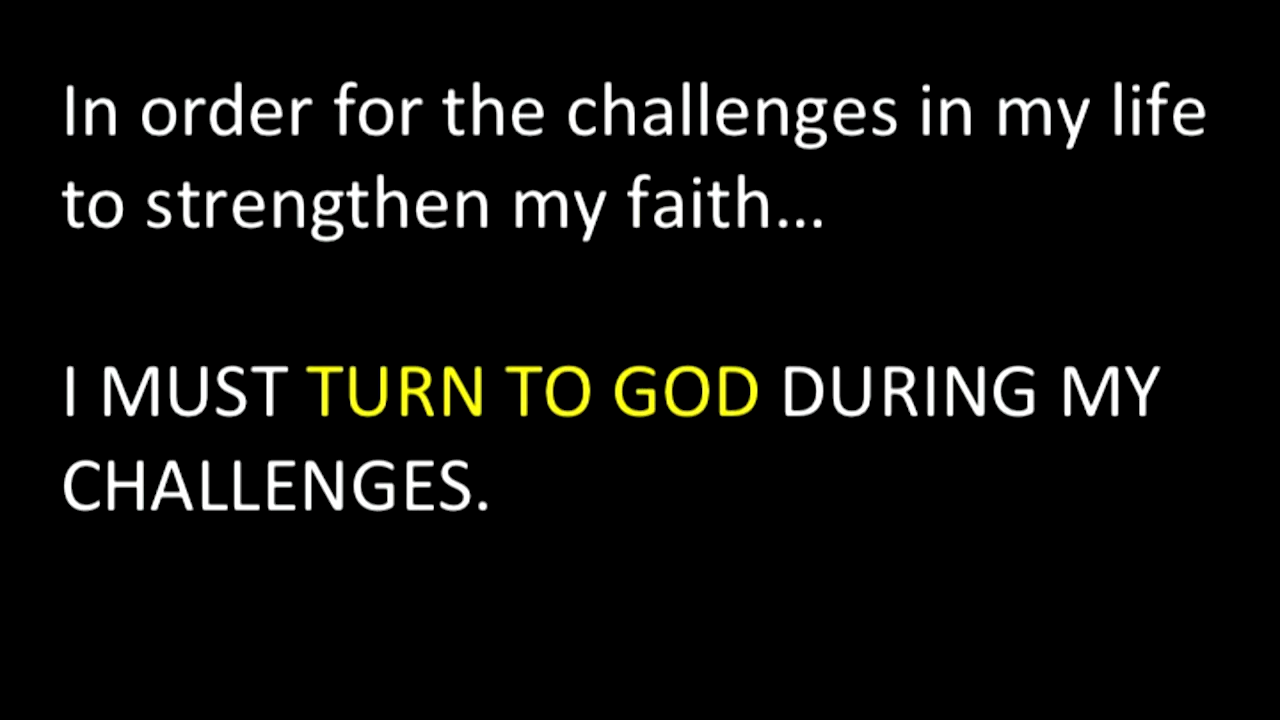 In order for the challenges in my life
to strengthen my faith...
I MUST TURN TO GOD DURING MY
CHALLENGES.